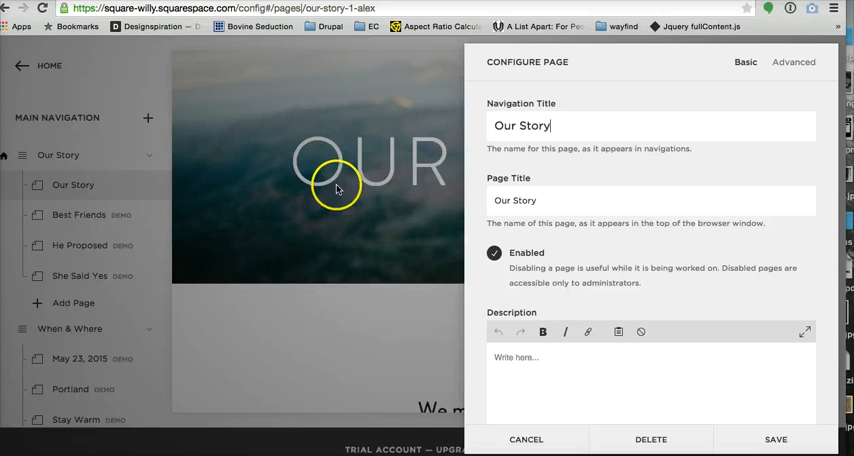 https://square-willy.squarespace.com/config#/pages/our-story-1-alex
Apps
Bookmarks
Designspiration —
Bovine Seduction
Drupal
EC
Aspect Ratio Calcula
A List Apart: For Peo
wayfind
Jquery fullContent.js
»
HOME
MAIN NAVIGATION
Our Story
Our Story
Best Friends DEMO
He Proposed DEMO
She Said Yes DEMO
Add Page
When & Where
May 23, 2015 DEMO
Portland DEMO
Stay Warm DEMO
OUR
We m
TRIAL ACCOUNT — UPGRA
CONFIGURE PAGE
Basic
Advanced
Navigation Title
Our Story
The name for this page, as it appears in navigations.
Page Title
Our Story
The name of this page, as it appears in the top of the browser window.
Enabled
Disabling a page is useful while it is being worked on. Disabled pages are
accessible only to administrators.
Description
B
I
Write here...
CANCEL
DELETE
SAVE